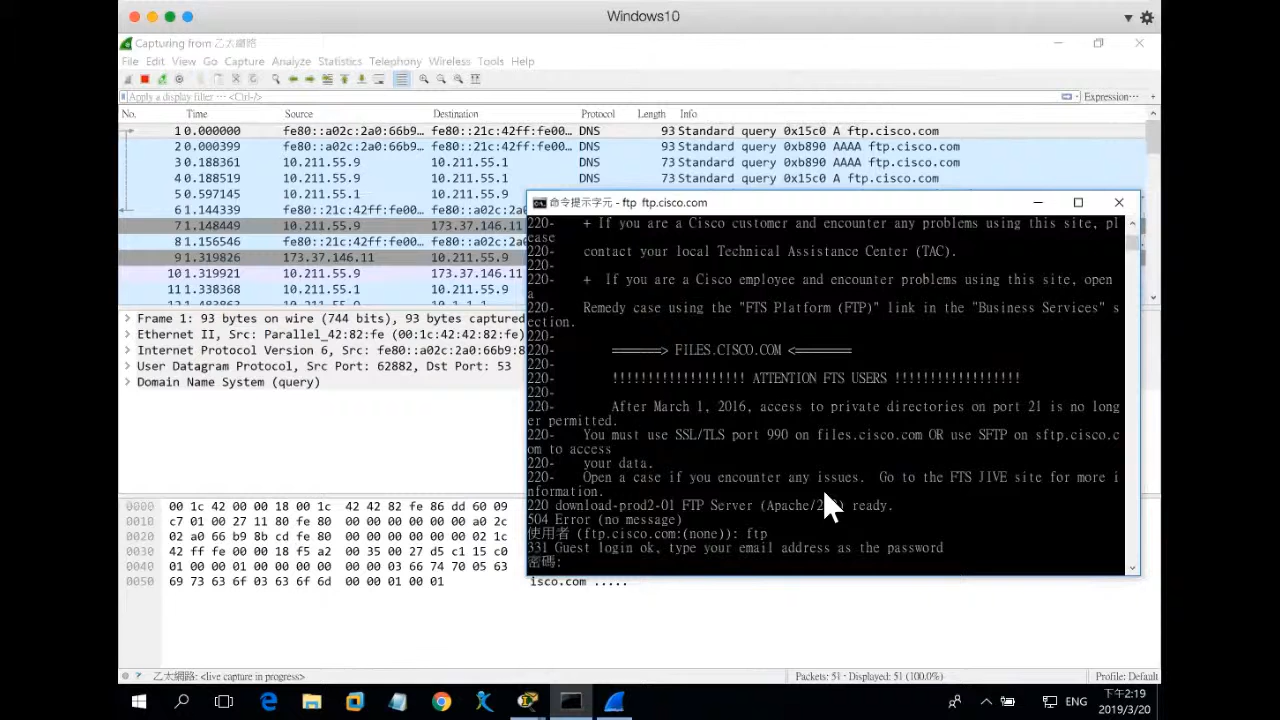 Windows10
Capturing from 乙太網路
File Edit View Go Capture Analyze Statistics Telephony Wireless Tools Help
Apply a display filter ... <Ctrl-/>
Expression…
+
No. Time Source Destination Protocol Length Info
1 0.000000 fe80::a02c:2a0:66b9… fe80::21c:42ff:fe00… DNS 93 Standard query 0x15c0 A ftp.cisco.com
2 0.000399 fe80::a02c:2a0:66b9… fe80::21c:42ff:fe00… DNS 93 Standard query 0xb890 AAAA ftp.cisco.com
3 0.188361 10.211.55.9 10.211.55.1 DNS 73 Standard query 0xb890 AAAA ftp.cisco.com
4 0.188519 10.211.55.9 10.211.55.1 DNS 73 Standard query 0x15c0 A ftp.cisco.com
5 0.597145 10.211.55.1 10.211.55.9
6 1.144339 fe80::21c:42ff:fe00… fe80::a02c:2a0
7 1.148449 10.211.55.9 173.37.146.11
8 1.156546 fe80::21c:42ff:fe00… fe80::a02c:2a0
9 1.319826 173.37.146.11 10.211.55.9
10 1.319821 10.211.55.9 173.37.146.11
11 1.338368 10.211.55.1 10.211.55.9
Frame 1: 93 bytes on wire (744 bits), 93 bytes captured
Ethernet II, Src: Parallel_42:82:fe (00:1c:42:42:82:fe)
Internet Protocol Version 6, Src: fe80::a02c:2a0:66b9:8
User Datagram Protocol, Src Port: 62882, Dst Port: 53
Domain Name System (query)
0000 00 1c 42 00 00 18 00 1c 42 42 82 fe 86 dd 60 09
0010 c7 01 00 27 11 80 fe 80 00 00 00 00 00 00 a0 2c
0020 02 a0 66 b9 8b cd fe 80 00 00 00 00 00 00 02 1c
0030 42 ff fe 00 00 18 f5 a2 00 35 00 27 d5 c1 15 c0
0040 01 00 00 01 00 00 00 00 00 00 03 66 74 70 05 63
0050 69 73 63 6f 03 63 6f 6d 00 00 01 00 01 isco.com .....
命令提示字元 - ftp ftp.cisco.com
220- + If you are a Cisco customer and encounter any problems using this site, pl
ease
220- contact your local Technical Assistance Center (TAC).
220-
220- + If you are a Cisco employee and encounter problems using this site, open
a
220- Remedy case using the "FTS Platform (FTP)" link in the "Business Services" s
ection.
220-
220- =======> FILES.CISCO.COM <========
220-
220- !!!!!!!!!!!!!!!!!!! ATTENTION FTS USERS !!!!!!!!!!!!!!!!!!
220-
220- After March 1, 2016, access to private directories on port 21 is no long
er permitted.
220- You must use SSL/TLS port 990 on files.cisco.com OR use SFTP on sftp.cisco.c
om to access
220- your data.
220- Open a case if you encounter any issues. Go to the FTS JIVE site for more i
nformation.
220 download-prod2-01 FTP Server (Apache/2 ) ready.
504 Error (no message)
使用者 (ftp.cisco.com:(none)): ftp
331 Guest login ok, type your email address as the password
密碼:
乙太網路: <live capture in progress>
Packets: 51 · Displayed: 51 (100.0%)
Profile: Default
ENG
下午 2:19
2019/3/20